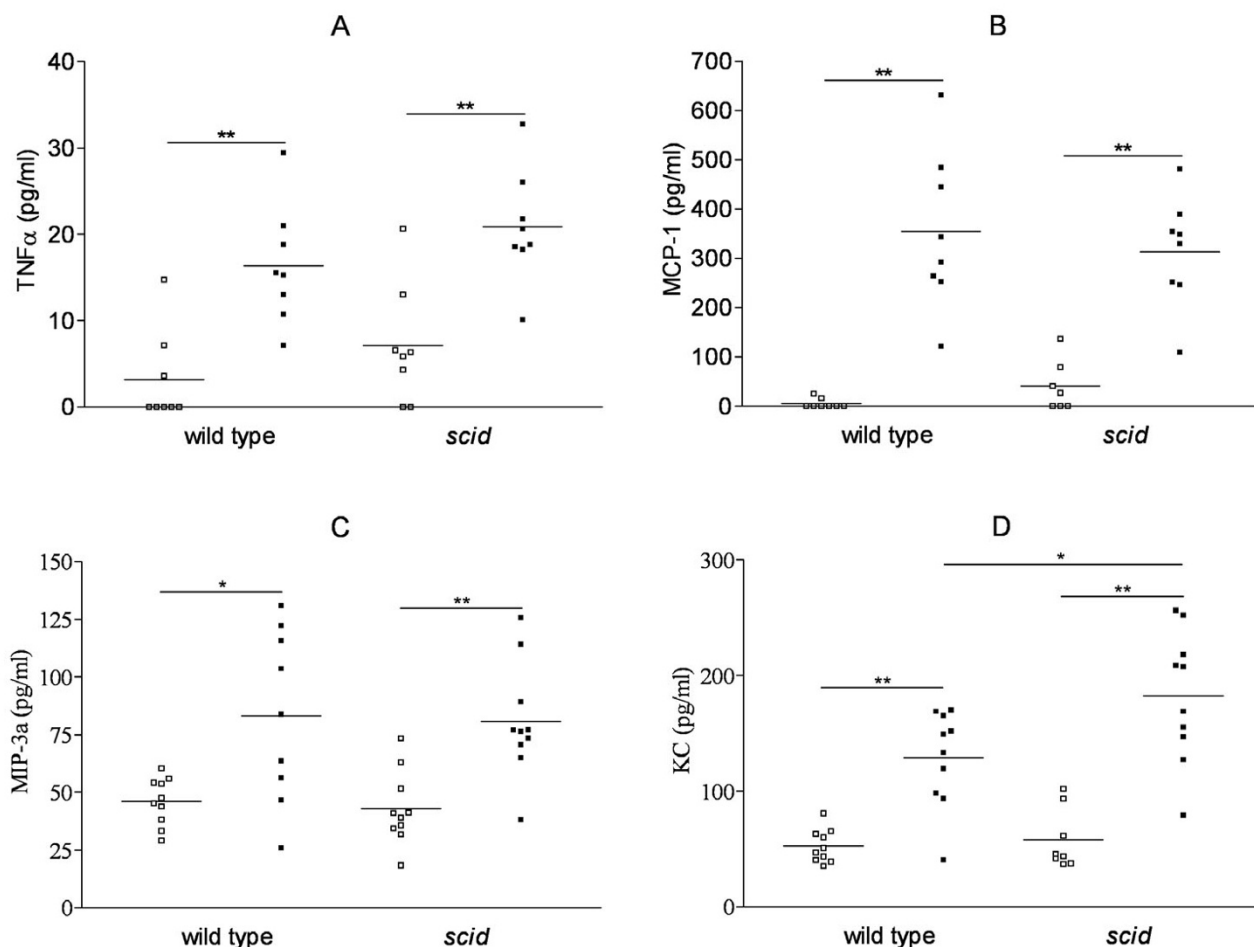 A
TNFα (pg/ml)
40
30
20
10
0
**
**
wild type
scid
B
MCP-1 (pg/ml)
700
600
500
400
300
200
100
0
**
**
wild type
scid
C
MIP-3a (pg/ml)
150
125
100
75
50
25
0
*
**
wild type
scid
D
KC (pg/ml)
300
200
100
0
*
**
**
wild type
scid